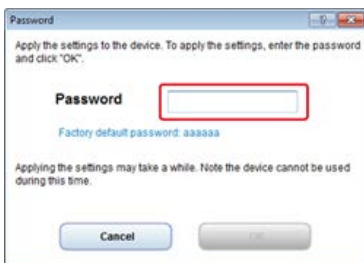 Password
Apply the settings to the device. To apply the settings, enter the password
and click "OK".
Password
Factory default password: aaaaaa
Applying the settings may take a while. Note the device cannot be used
during this time.
Cancel
OK